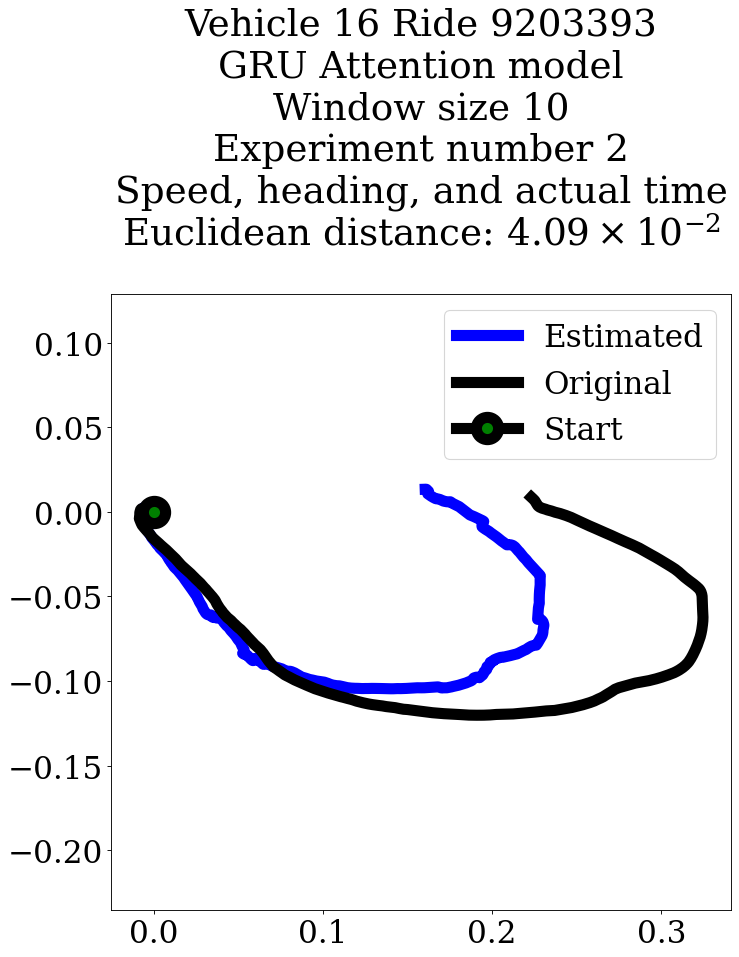 Vehicle 16 Ride 9203393
GRU Attention model
Window size 10
Experiment number 2
Speed, heading, and actual time
Euclidean distance: 4.09 × 10⁻²
Estimated
Original
Start
0.10
0.05
0.00
−0.05
−0.10
−0.15
−0.20
0.0 0.1 0.2 0.3